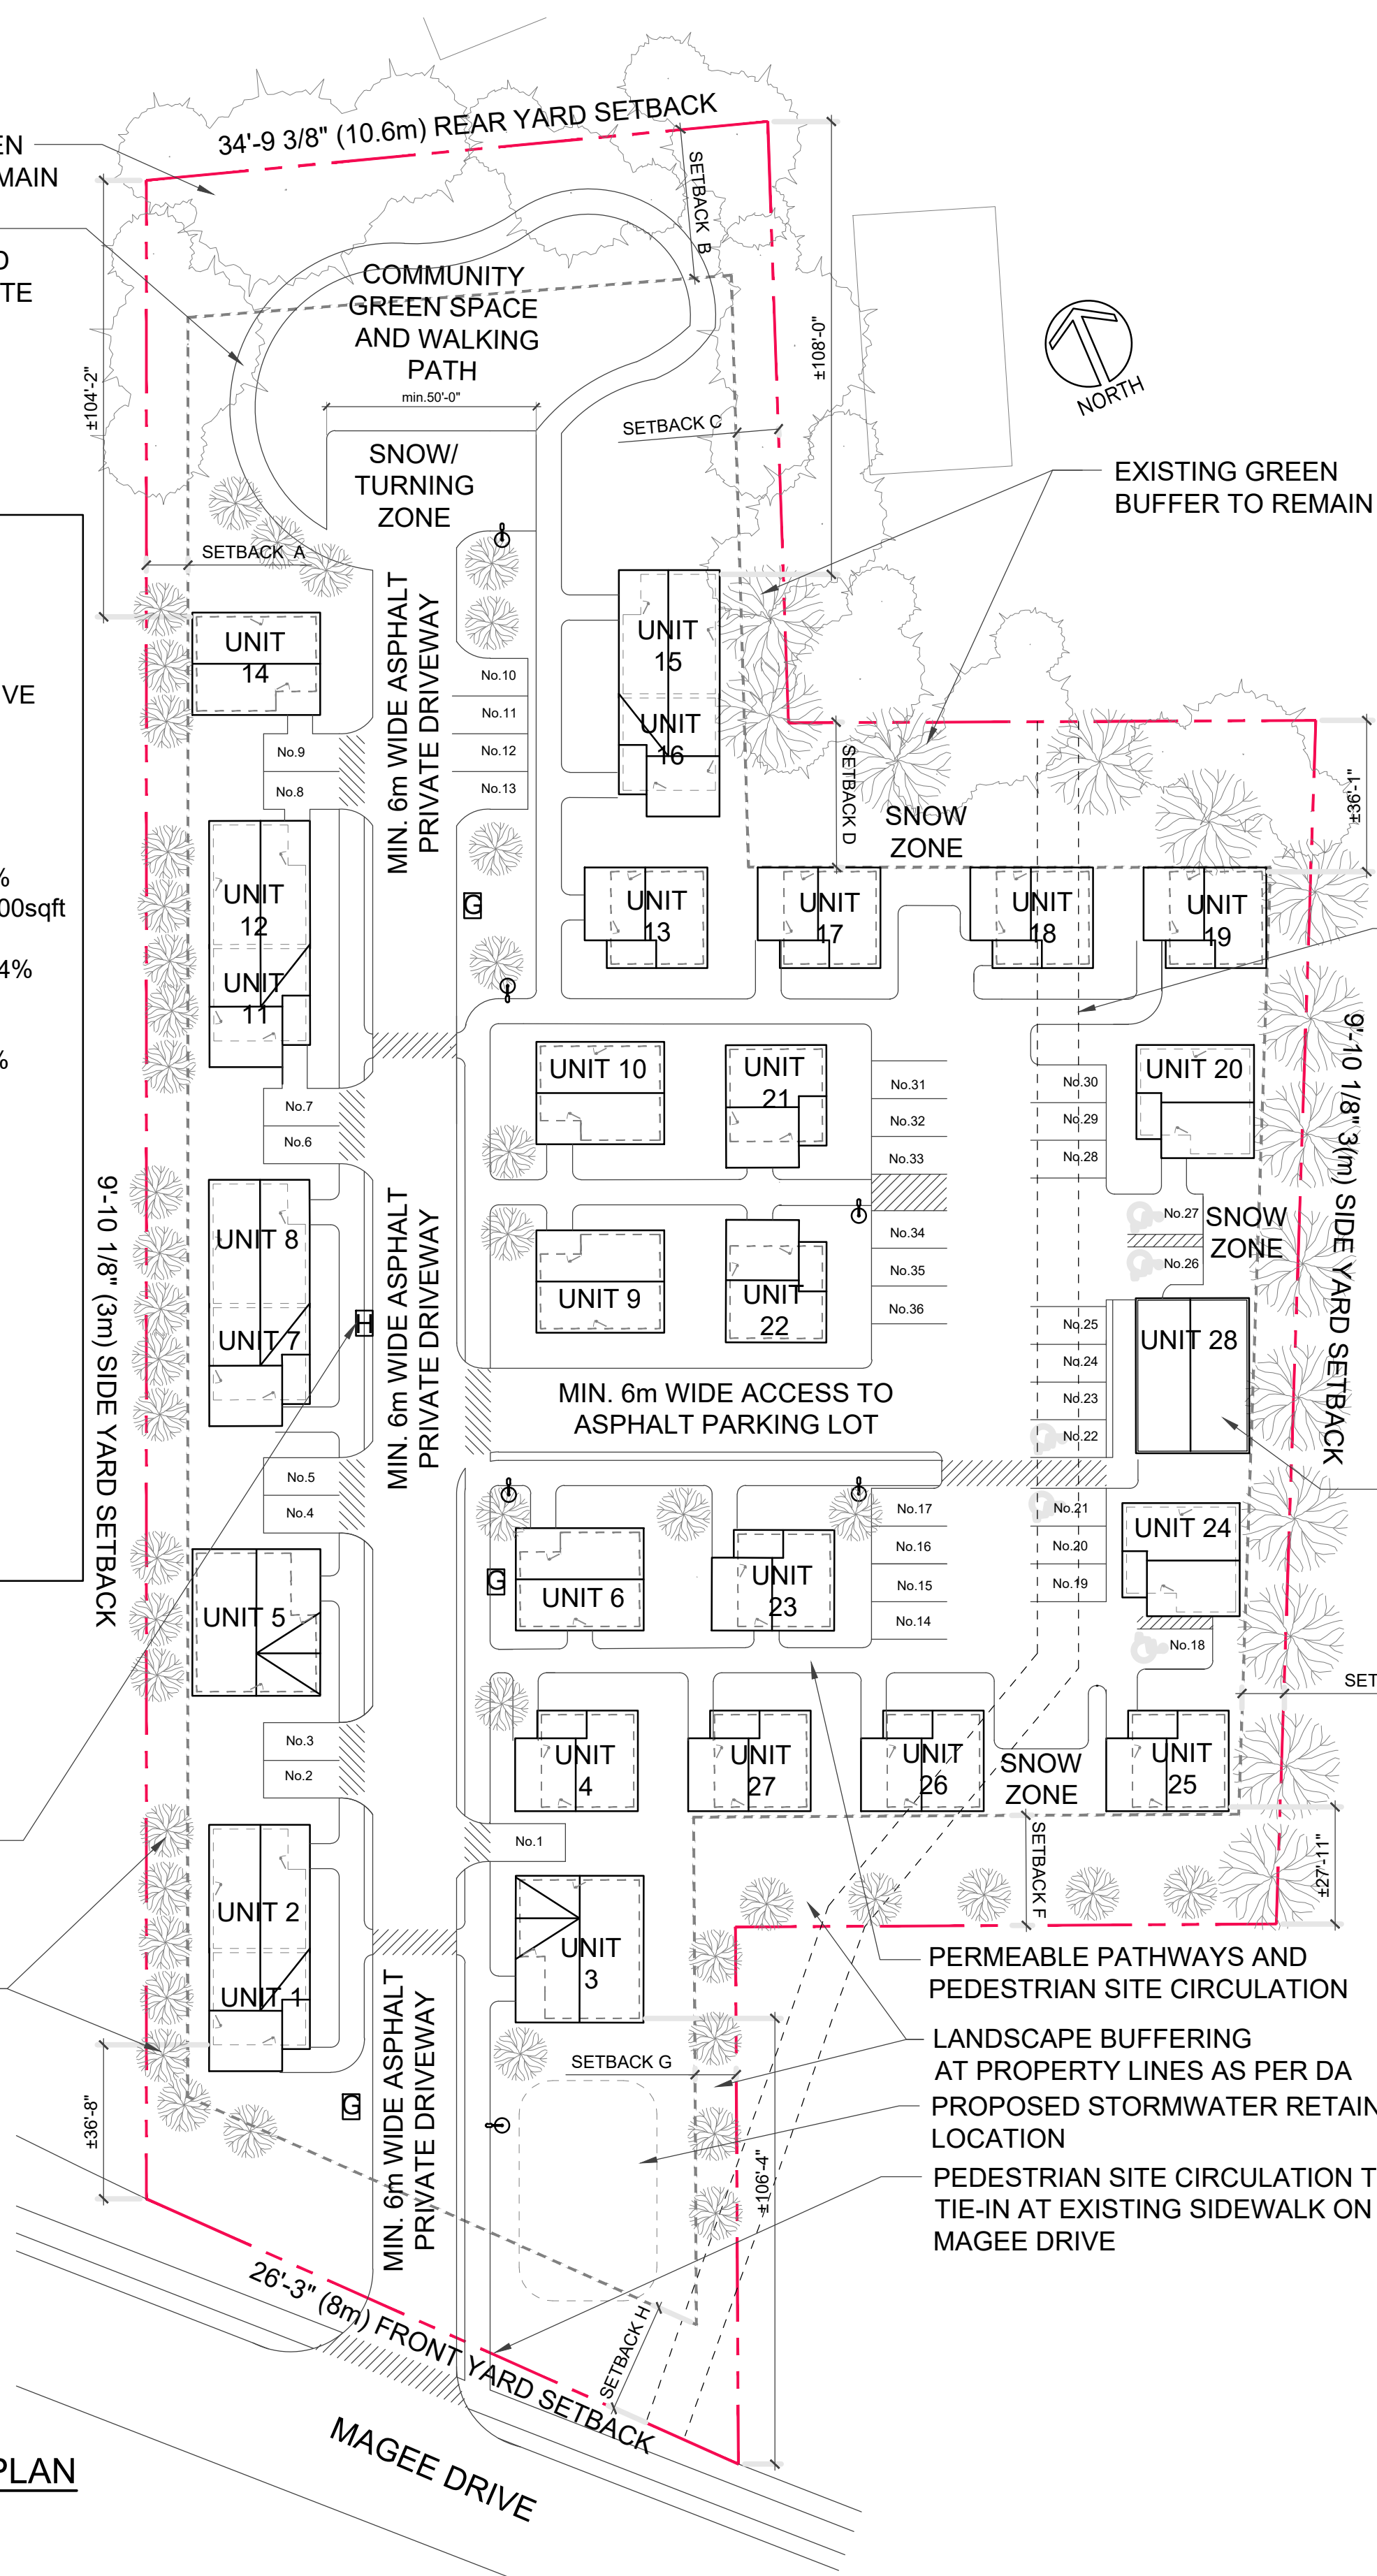 34'-9 3/8" (10.6m) REAR YARD SETBACK
EN
MAIN
SETBACK B
D
TE
COMMUNITY
GREEN SPACE
AND WALKING
PATH
min.50'-0"
±104'-2"
±108'-0"
NORTH
SETBACK C
SNOW/
TURNING
ZONE
EXISTING GREEN
BUFFER TO REMAIN
SETBACK A
MIN. 6m WIDE ASPHALT
PRIVATE DRIVEWAY
UNIT
14
UNIT
15
UNIT
16
No.10
No.11
No.12
No.13
VE
No.9
No.8
SETBACK D
SNOW
ZONE
±36'-1"
%
00sqft
4%
%
UNIT
12
UNIT
11
G
UNIT
13
UNIT
17
UNIT
18
UNIT
19
9'-10 1/8" 3(m) SIDE YARD SETBACK
UNIT 10
UNIT
21
No.31
No.32
No.33
No.30
No.29
No.28
UNIT 20
No.7
No.6
9'-10 1/8" (3m) SIDE YARD SETBACK
MIN. 6m WIDE ASPHALT
PRIVATE DRIVEWAY
UNIT 8
UNIT 7
H
UNIT 9
UNIT
22
No.34
No.35
No.36
No.27
No.26
SNOW
ZONE
No.25
No.24
No.23
No.22
UNIT 28
MIN. 6m WIDE ACCESS TO
ASPHALT PARKING LOT
No.5
No.4
No.17
No.16
No.15
No.14
No.21
No.20
No.19
UNIT 24
UNIT 5
G
UNIT 6
UNIT
23
No.18
SET
No.3
No.2
UNIT
4
UNIT
27
UNIT
26
SNOW
ZONE
UNIT
25
No.1
SETBACK F
±27'-11"
UNIT 2
UNIT 1
UNIT
3
PERMEABLE PATHWAYS AND
PEDESTRIAN SITE CIRCULATION
MIN. 6m WIDE ASPHALT
PRIVATE DRIVEWAY
SETBACK G
LANDSCAPE BUFFERING
AT PROPERTY LINES AS PER DA
G
±36'-8"
PROPOSED STORMWATER RETAIN
LOCATION
±106'-4"
PEDESTRIAN SITE CIRCULATION T
TIE-IN AT EXISTING SIDEWALK ON
MAGEE DRIVE
26'-3" (8m) FRONT YARD SETBACK
SETBACK H
MAGEE DRIVE
PLAN